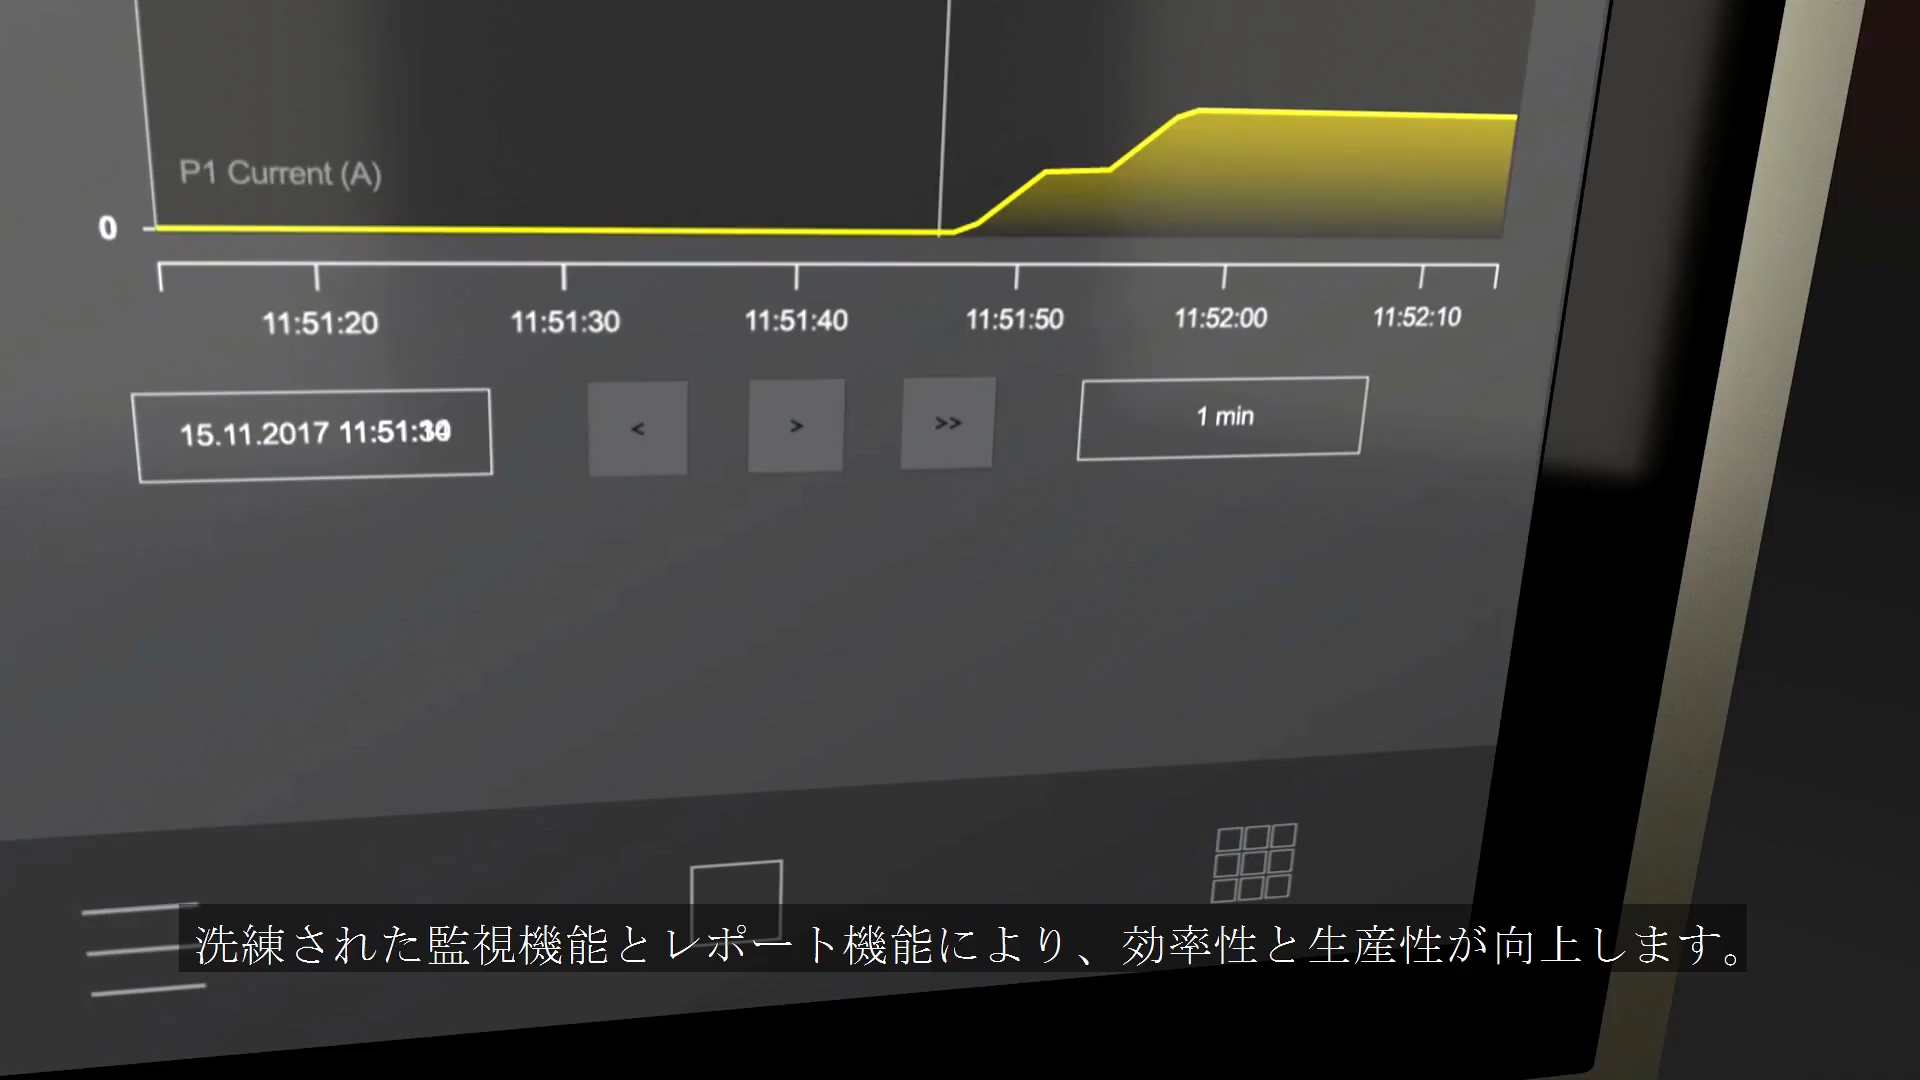 P1 Current (A)
0
11:51:20 11:51:30 11:51:40 11:51:50 11:52:00 11:52:10
15.11.2017 < > >> 1 min
洗練された監視機能とレポート機能により、効率性と生産性が向上します。